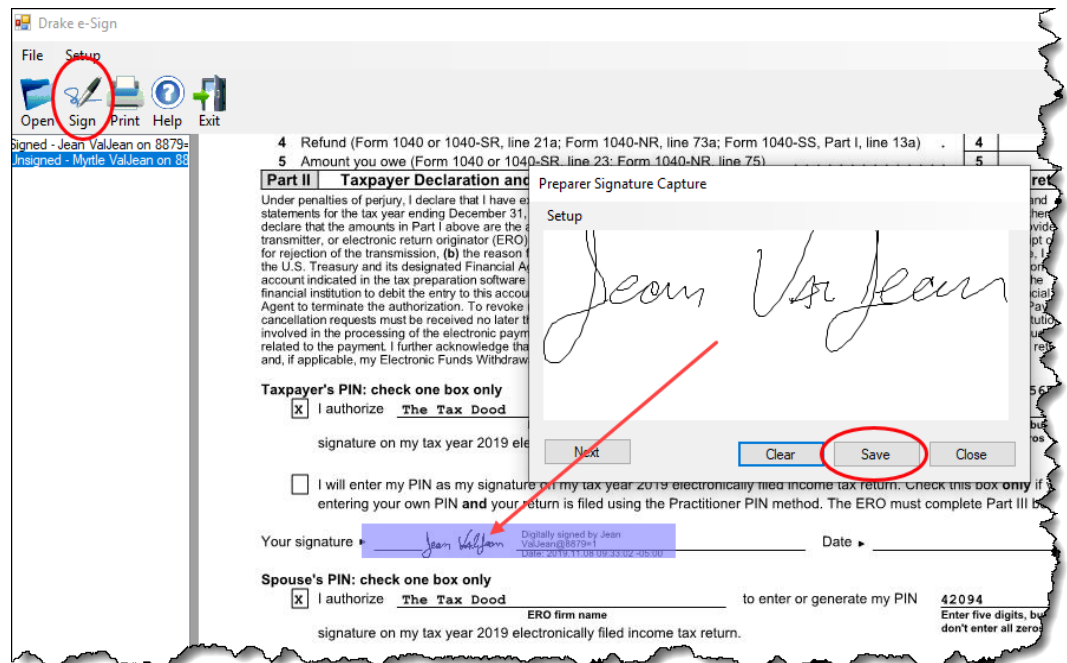 Drake e-Sign
File Setup
Open Sign Print Help Exit
Signed - Jean ValJean on 8879=
Unsigned - Myrtle ValJean on 88
4 Refund (Form 1040 or 1040-SR, line 21a; Form 1040-NR, line 73a; Form 1040-SS, Part I, line 13a) . 4
5 Amount you owe (Form 1040 or 1040-SR, line 23; Form 1040-NR, line 75) 5
Part II Taxpayer Declaration and
Under penalties of perjury, I declare that I have
statements for the tax year ending December 31,
declare that the amounts in Part I above are the
transmitter, or electronic return originator (ERO)
for rejection of the transmission, (b) the reason
the U.S. Treasury and its designated Financial
account indicated in the tax preparation software
financial institution to debit the entry to this
Agent to terminate the authorization. To revoke
cancellation requests must be received no later
involved in the processing of the electronic
related to the payment. I further acknowledge
and, if applicable, my Electronic Funds
Preparer Signature Capture
Setup
Jean ValJean
Next Clear Save Close
Taxpayer's PIN: check one box only
X I authorize The Tax Dood
signature on my tax year 2019
I will enter my PIN as my signature on my tax year 2019 electronically filed income tax return. Check this box only if
entering your own PIN and your return is filed using the Practitioner PIN method. The ERO must complete Part III
Your signature ► Jean ValJean Digitally signed by Jean Date ►
ValJean@8879=1
Date: 2019.11.08 09:33:02 -05:00
Spouse's PIN: check one box only
X I authorize The Tax Dood to enter or generate my PIN 42094
ERO firm name Enter five digits,
signature on my tax year 2019 electronically filed income tax return. don't enter all zeros